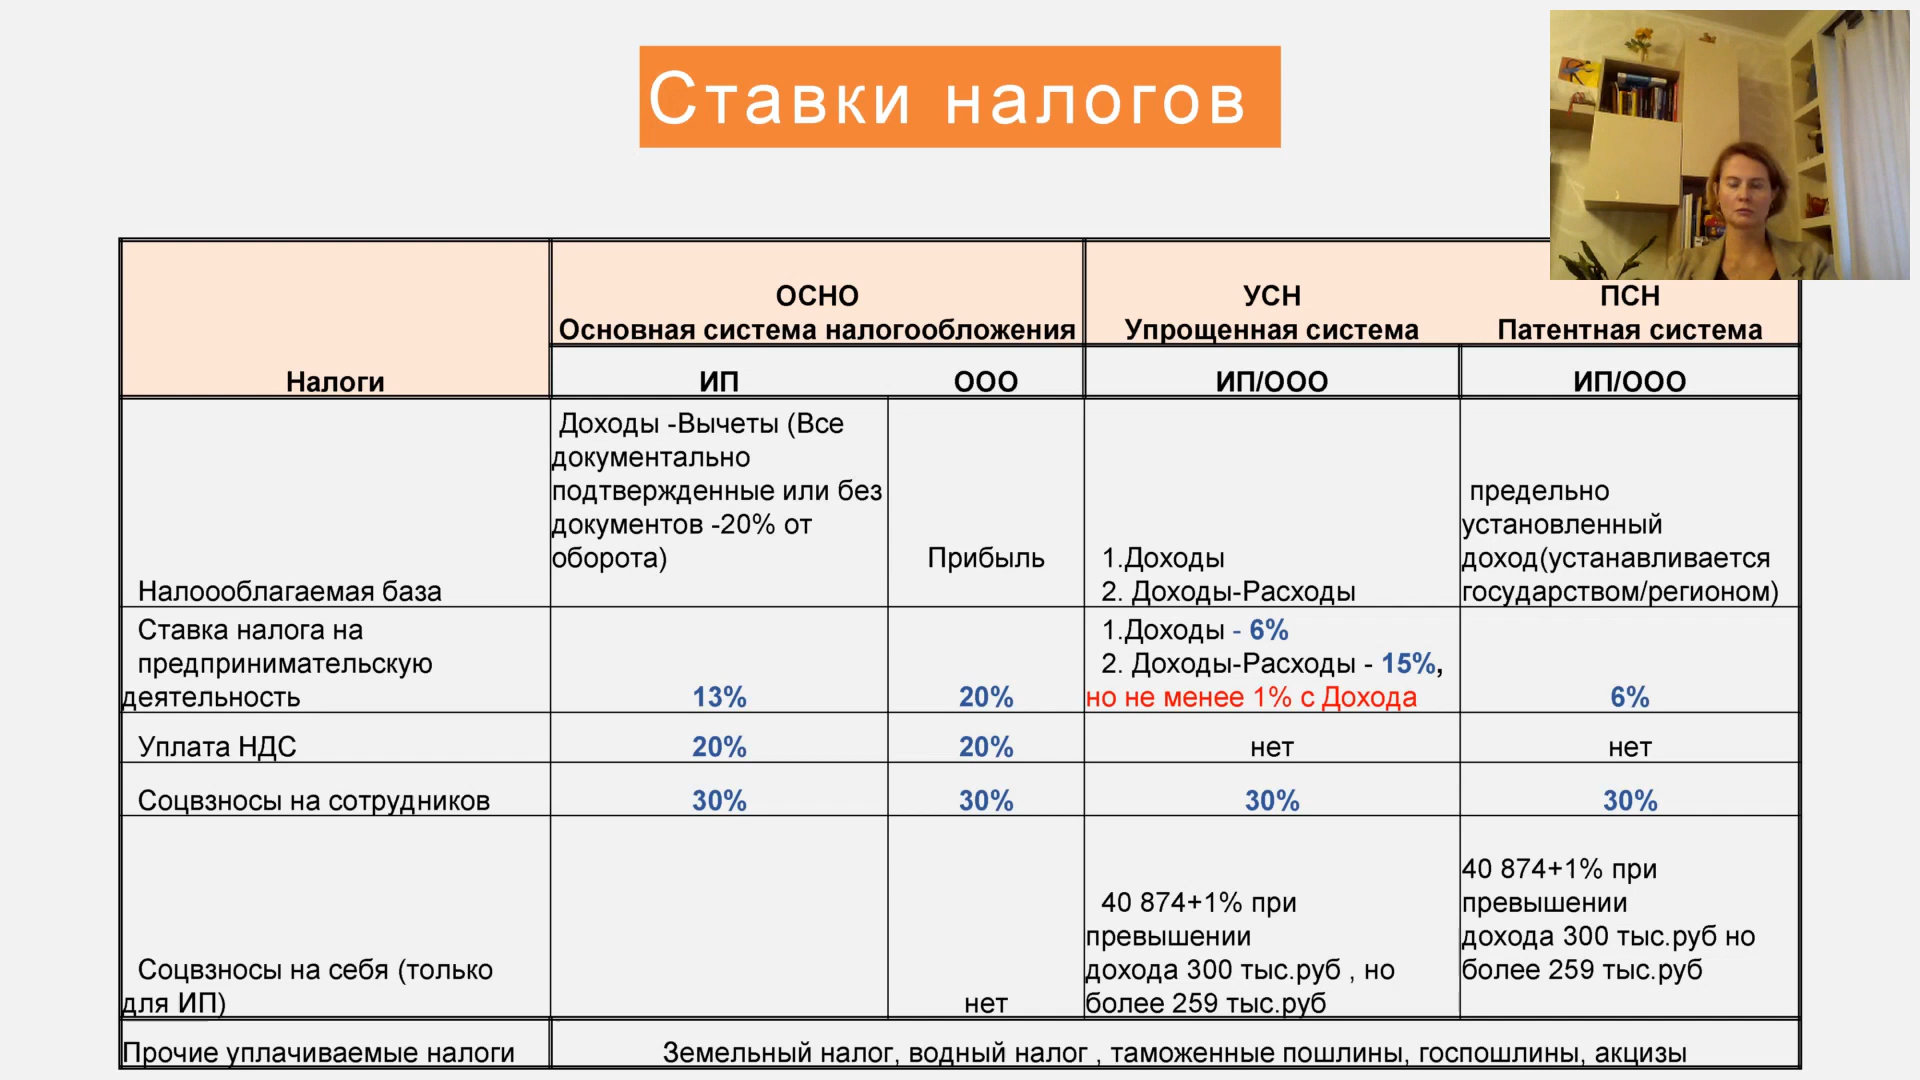 Ставки налогов
ОСНО
Основная система налогообложения
УСН
Упрощенная система
ПСН
Патентная система
Налоги
ИП
ООО
ИП/ООО
ИП/ООО
Налоооблагаемая база
Доходы -Вычеты (Все
документально
подтвержденные или без
документов -20% от
оборота)
Прибыль
1.Доходы
2. Доходы-Расходы
предельно
установленный
доход(устанавливается
государством/регионом)
Ставка налога на
предпринимательскую
деятельность
13%
20%
1.Доходы - 6%
2. Доходы-Расходы - 15%,
но не менее 1% с Дохода
6%
Уплата НДС
20%
20%
нет
нет
Соцвзносы на сотрудников
30%
30%
30%
30%
Соцвзносы на себя (только
для ИП)
нет
40 874+1% при
превышении
дохода 300 тыс.руб , но
более 259 тыс.руб
40 874+1% при
превышении
дохода 300 тыс.руб но
более 259 тыс.руб
Прочие уплачиваемые налоги
Земельный налог, водный налог , таможенные пошлины, госпошлины, акцизы